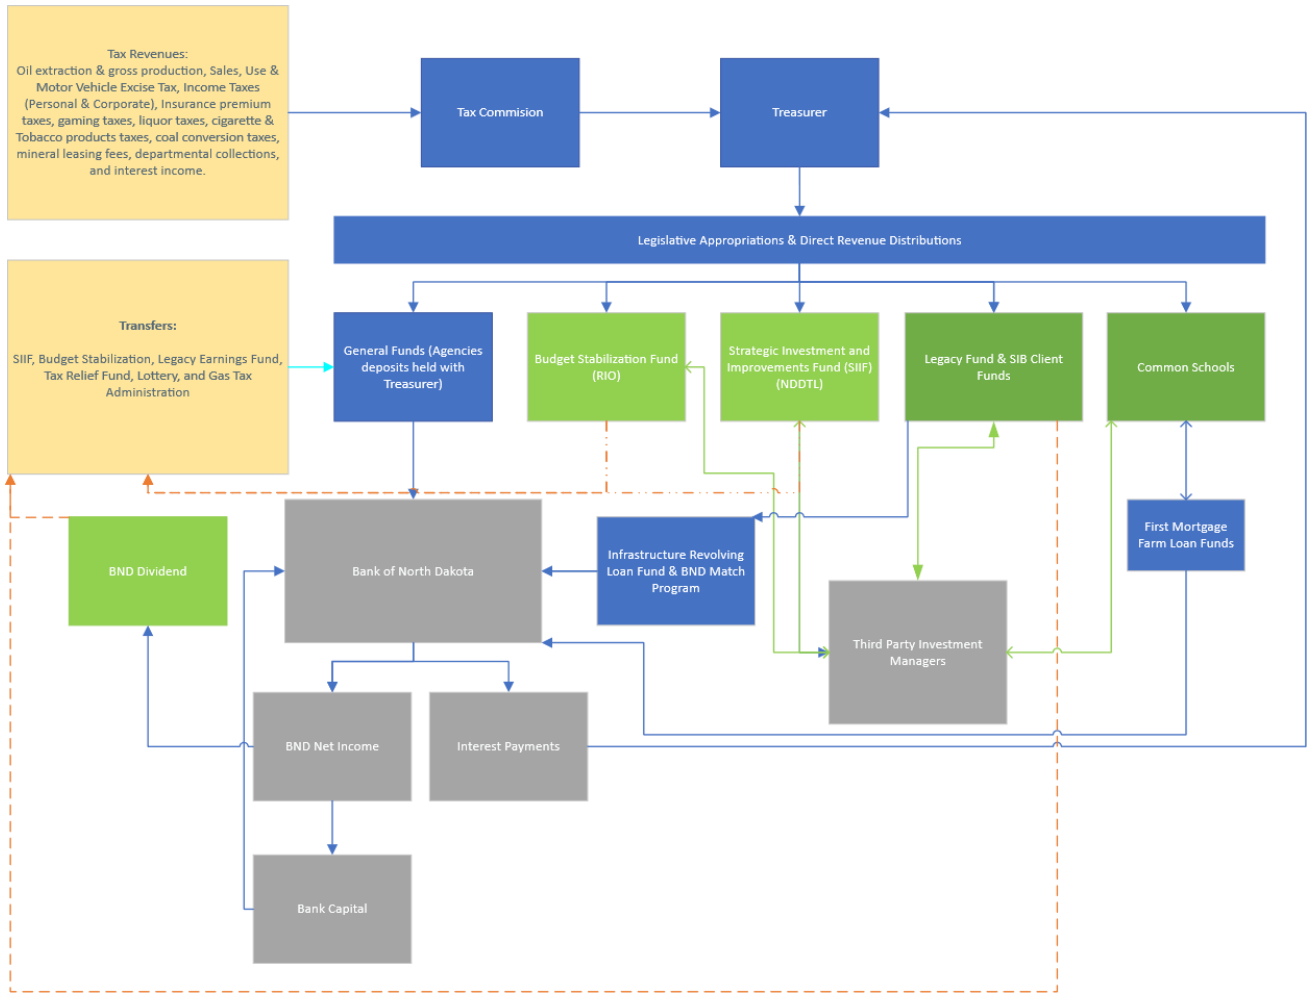 Tax Revenues:
Oil extraction & gross production, Sales, Use &
Motor Vehicle Excise Tax, Income Taxes
(Personal & Corporate), Insurance premium
taxes, gaming taxes, liquor taxes, cigarette &
Tobacco products taxes, coal conversion taxes,
mineral leasing fees, departmental collections,
and interest income.
Tax Commision
Treasurer
Legislative Appropriations & Direct Revenue Distributions
Transfers:
SIIF, Budget Stabilization, Legacy Earnings Fund,
Tax Relief Fund, Lottery, and Gas Tax
Administration
General Funds (Agencies
deposits held with
Treasurer)
Budget Stabilization Fund
(RIO)
Strategic Investment and
Improvements Fund (SIIF)
(NDDTL)
Legacy Fund & SIB Client
Funds
Common Schools
BND Dividend
Bank of North Dakota
Infrastructure Revolving
Loan Fund & BND Match
Program
First Mortgage
Farm Loan Funds
Third Party Investment
Managers
BND Net Income
Interest Payments
Bank Capital